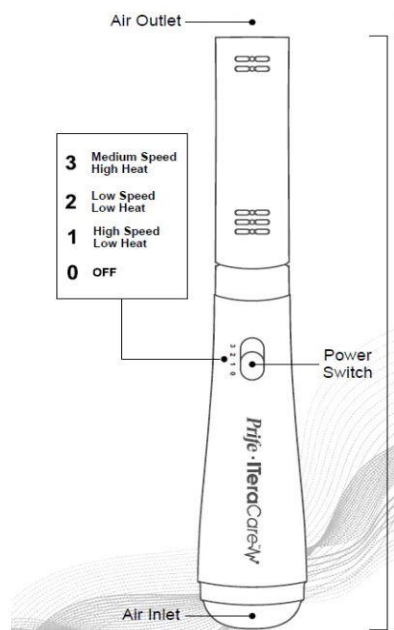 Air Outlet
3 Medium Speed
High Heat
2 Low Speed
Low Heat
1 High Speed
Low Heat
0 OFF
3 2 1 0
Power
Switch
Prife · iTeraCare
Air Inlet